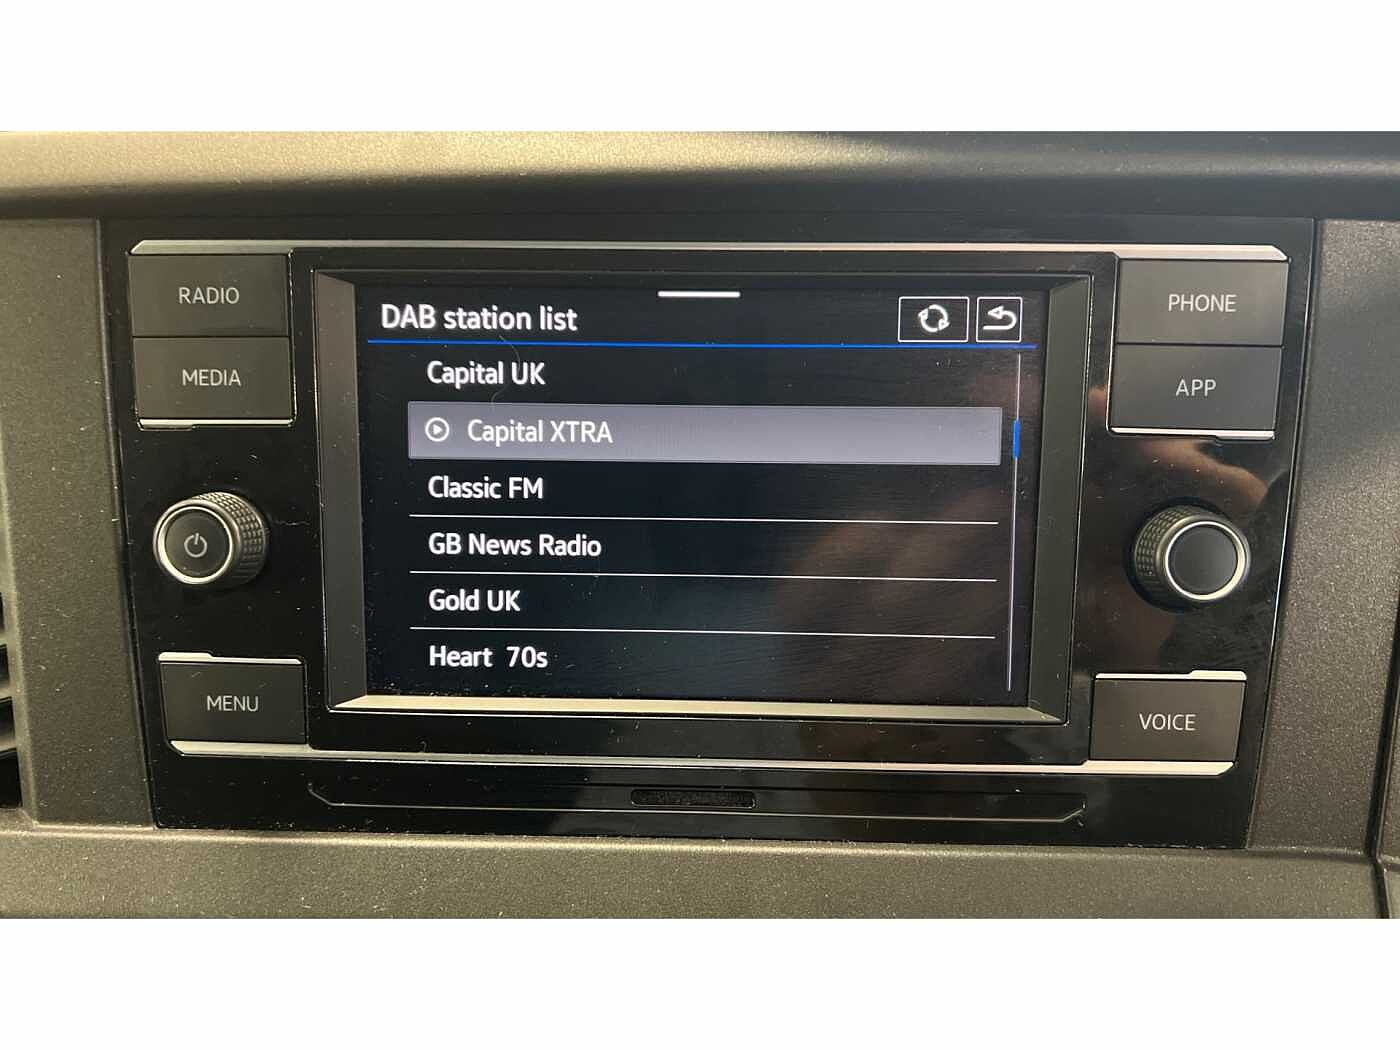 RADIO
MEDIA
MENU
DAB station list
Capital UK
Capital XTRA
Classic FM
GB News Radio
Gold UK
Heart 70s
PHONE
APP
VOICE